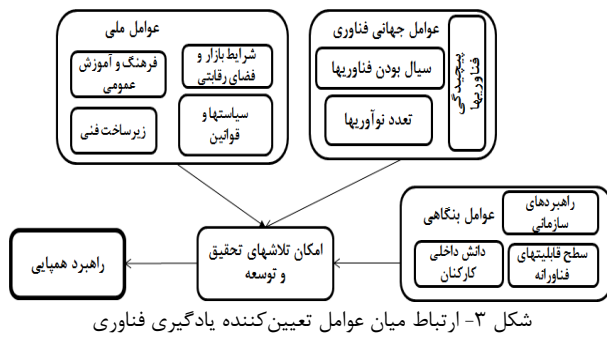 عوامل جهانی فناوری
سیال بودن فناوریها
تعدد نوآوریها
پیچیدگی
فناوریها
عوامل ملی
شرایط بازار و
فضای رقابتی
فرهنگ و آموزش
عمومی
سیاستها و
قوانین
زیرساخت فنی
راهبردهای
سازمانی
عوامل بنگاهی
سطح قابلیتهای
فناورانه
دانش داخلی
کارکنان
امکان تلاشهای تحقیق
و توسعه
راهبرد همپایی
شکل ۳- ارتباط میان عوامل تعیین‌کننده یادگیری فناوری